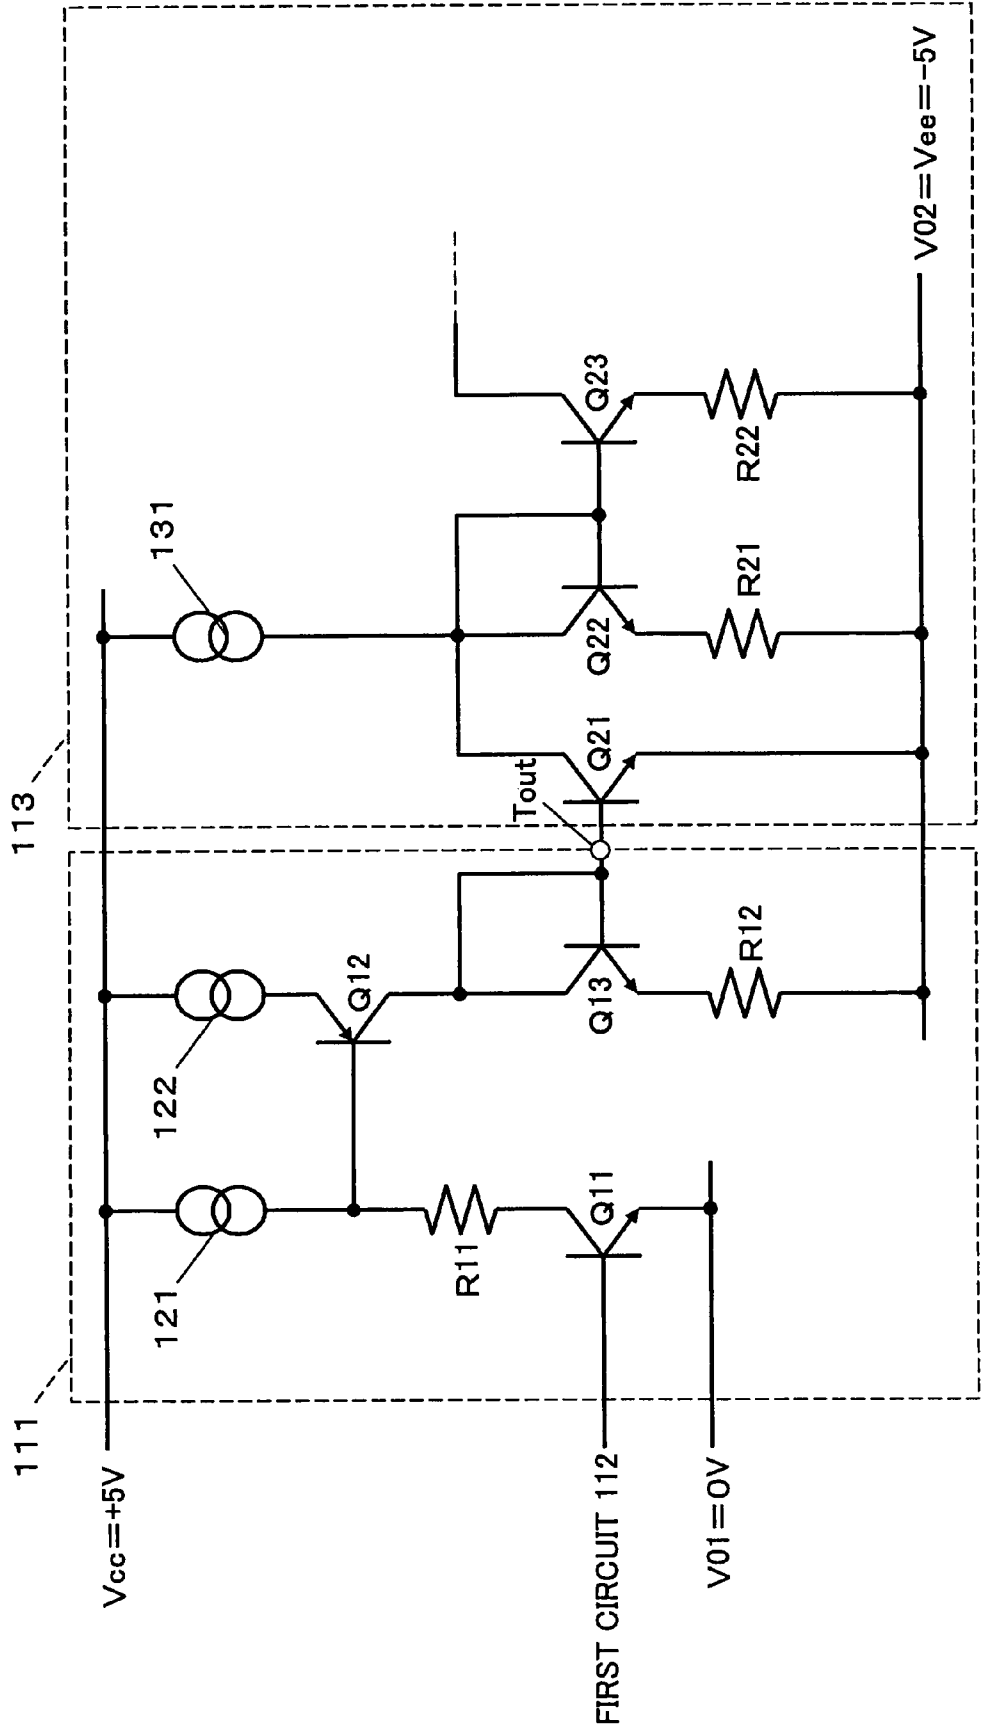 111
113
Vcc=+5V
121
122
131
Q12
R11
Q11
Q13
R12
Tout
Q21
Q22
R21
Q23
R22
FIRST CIRCUIT 112
V01=0V
V02=Vee=-5V